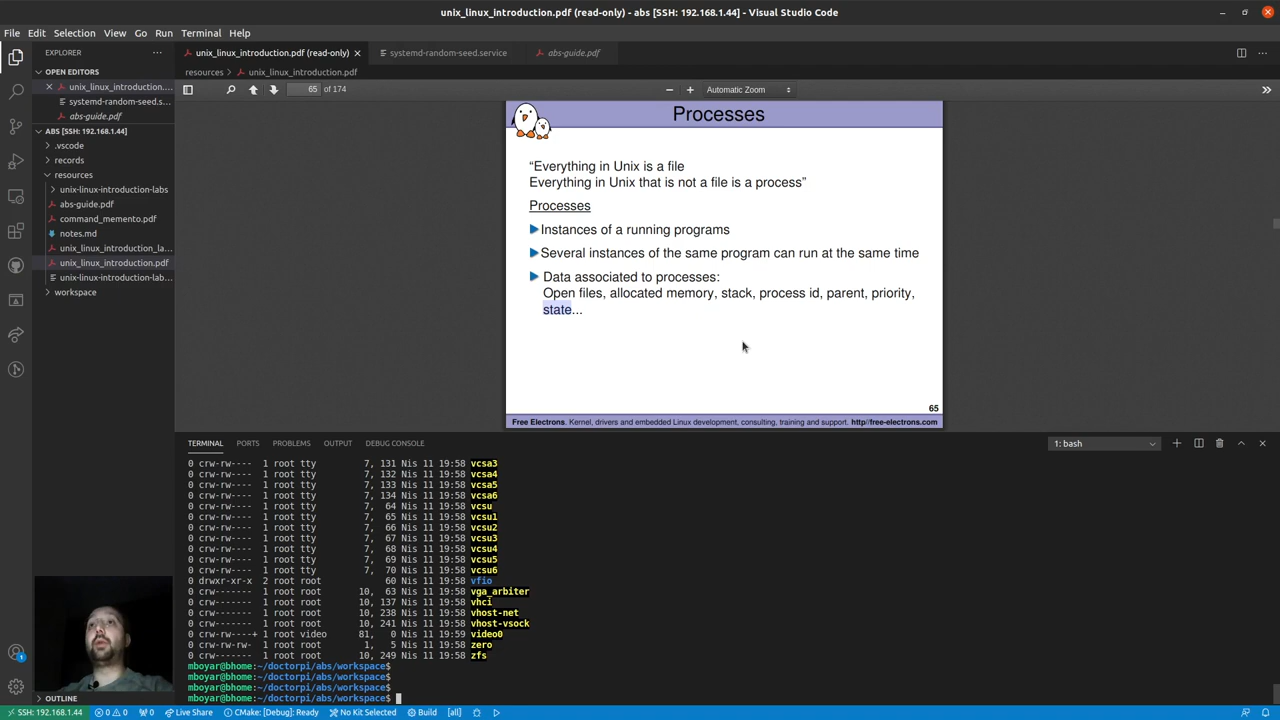 unix_linux_introduction.pdf (read-only) - abs [SSH: 192.168.1.44] - Visual Studio Code
File Edit Selection View Go Run Terminal Help
EXPLORER
OPEN EDITORS
unix_linux_introduction....
systemd-random-seed.s...
abs-guide.pdf
ABS [SSH: 192.168.1.44]
.vscode
records
resources
unix-linux-introduction-labs
abs-guide.pdf
command_memento.pdf
notes.md
unix_linux_introduction_la...
unix_linux_introduction.pdf
unix-linux-introduction-lab...
workspace
OUTLINE
unix_linux_introduction.pdf (read-only)
systemd-random-seed.service
abs-guide.pdf
resources > unix_linux_introduction.pdf
65 of 174
Automatic Zoom
Processes
“Everything in Unix is a file
Everything in Unix that is not a file is a process”
Processes
Instances of a running programs
Several instances of the same program can run at the same time
Data associated to processes:
Open files, allocated memory, stack, process id, parent, priority,
state...
65
Free Electrons. Kernel, drivers and embedded Linux development, consulting, training and support. http//free-electrons.com
TERMINAL PORTS PROBLEMS OUTPUT DEBUG CONSOLE
1: bash
0 crw-rw---- 1 root tty 7, 131 Nis 11 19:58 vcsa3
0 crw-rw---- 1 root tty 7, 132 Nis 11 19:58 vcsa4
0 crw-rw---- 1 root tty 7, 133 Nis 11 19:58 vcsa5
0 crw-rw---- 1 root tty 7, 134 Nis 11 19:58 vcsa6
0 crw-rw---- 1 root tty 7, 64 Nis 11 19:58 vcsu
0 crw-rw---- 1 root tty 7, 65 Nis 11 19:58 vcsu1
0 crw-rw---- 1 root tty 7, 66 Nis 11 19:58 vcsu2
0 crw-rw---- 1 root tty 7, 67 Nis 11 19:58 vcsu3
0 crw-rw---- 1 root tty 7, 68 Nis 11 19:58 vcsu4
0 crw-rw---- 1 root tty 7, 69 Nis 11 19:58 vcsu5
0 crw-rw---- 1 root tty 7, 70 Nis 11 19:58 vcsu6
0 drwxr-xr-x 2 root root 60 Nis 11 19:58 vfio
0 crw------- 1 root root 10, 63 Nis 11 19:58 vga_arbiter
0 crw------- 1 root root 10, 137 Nis 11 19:58 vhci
0 crw------- 1 root root 10, 238 Nis 11 19:58 vhost-net
0 crw------- 1 root root 10, 241 Nis 11 19:58 vhost-vsock
0 crw-rw----+ 1 root video 81, 0 Nis 11 19:59 video0
0 crw-rw-rw- 1 root root 1, 5 Nis 11 19:58 zero
0 crw------- 1 root root 10, 249 Nis 11 19:58 zfs
mboyar@bhome:~/doctorpi/abs/workspace$
mboyar@bhome:~/doctorpi/abs/workspace$
mboyar@bhome:~/doctorpi/abs/workspace$
mboyar@bhome:~/doctorpi/abs/workspace$
1
SSH: 192.168.1.44 0 0 0 Live Share CMake: [Debug]: Ready No Kit Selected Build [all]